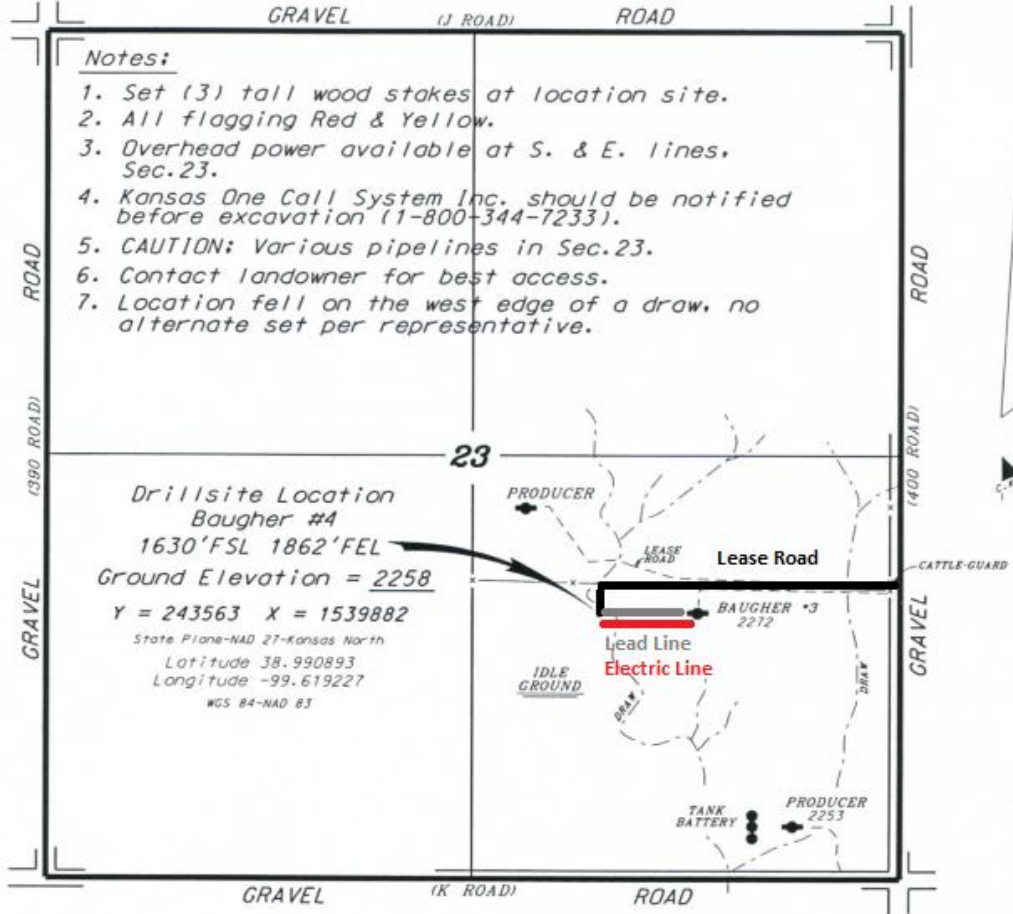 GRAVEL (J ROAD) ROAD
Notes:
1. Set (3) tall wood stakes at location site.
2. All flagging Red & Yellow.
3. Overhead power available at S. & E. lines,
Sec.23.
4. Kansas One Call System Inc. should be notified
before excavation (1-800-344-7233).
5. CAUTION: Various pipelines in Sec.23.
6. Contact landowner for best access.
7. Location fell on the west edge of a draw, no
alternate set per representative.
ROAD
(390 ROAD)
GRAVEL
ROAD
(400 ROAD)
GRAVEL
23
Drillsite Location
Baugher #4
1630'FSL 1862'FEL
Ground Elevation = 2258
Y = 243563 X = 1539882
State Plane-NAD 27-Kansas North
Latitude 38.990893
Longitude -99.619227
WGS 84-NAD 83
PRODUCER
LEASE
ROAD
Lease Road
CATTLE-GUARD
BAUGHER #3
2272
Lead Line
Electric Line
IDLE
GROUND
DRAW
DRAW
TANK
BATTERY
PRODUCER
2253
GRAVEL (K ROAD) ROAD